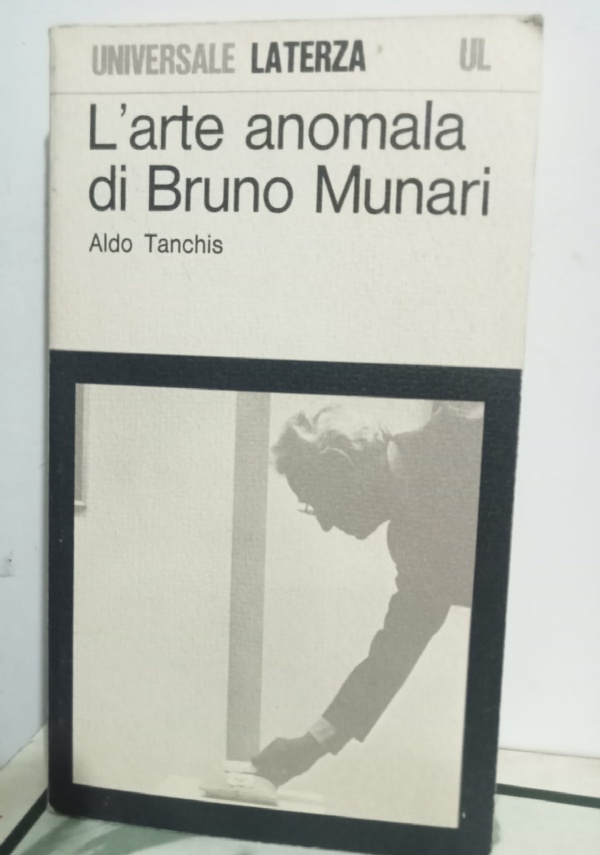 UNIVERSALE LATERZA UL
L'arte anomala
di Bruno Munari
Aldo Tanchis